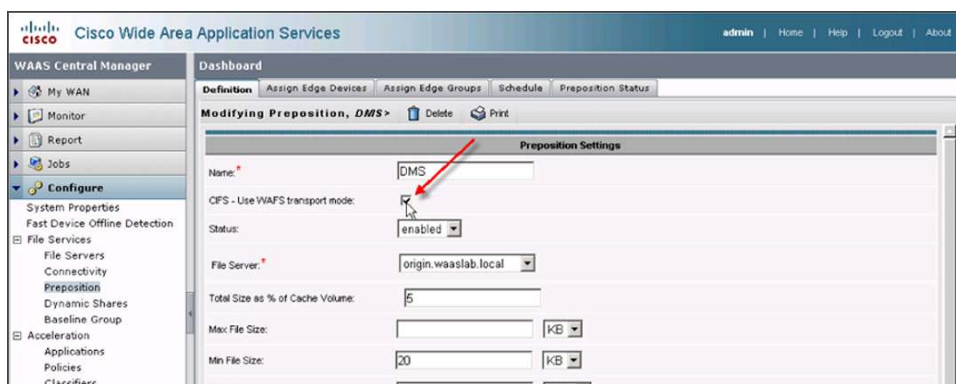 CISCO Cisco Wide Area Application Services
admin | Home | Help | Logout | About
WAAS Central Manager
My WAN
Monitor
Report
Jobs
Configure
System Properties
Fast Device Offline Detection
File Services
File Servers
Connectivity
Preposition
Dynamic Shares
Baseline Group
Acceleration
Applications
Policies
Classifiers
Dashboard
Definition Assign Edge Devices Assign Edge Groups Schedule Preposition Status
Modifying Preposition, DMS> Delete Print
Preposition Settings
Name:* DMS
CIFS - Use WAFS transport mode:
Status: enabled
File Server:* origin.waaslab.local
Total Size as % of Cache Volume: 5
Max File Size: KB
Min File Size: 20 KB